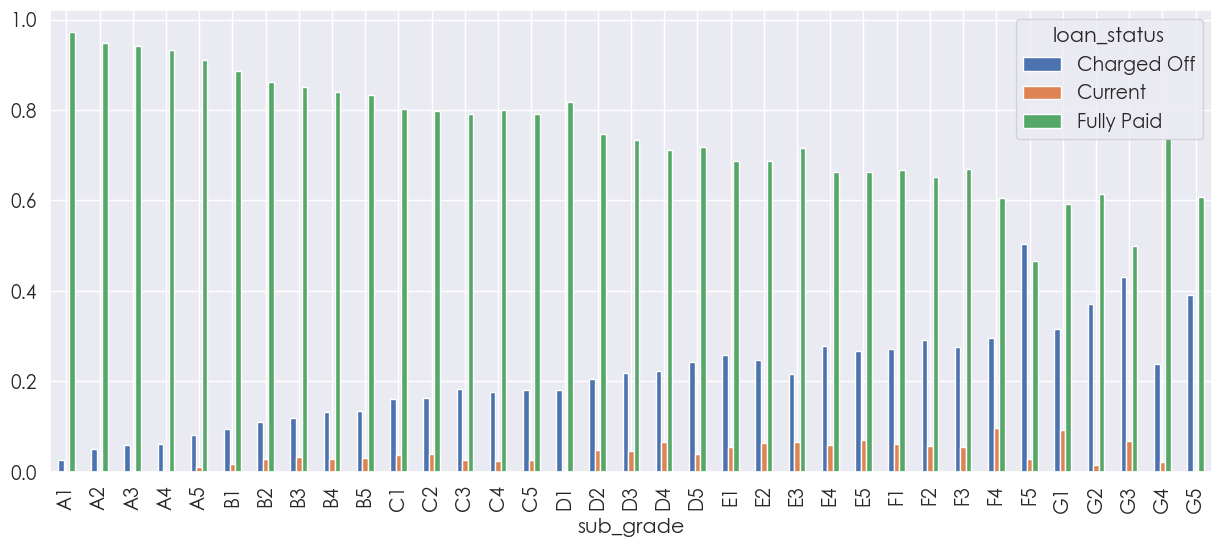 1.0
0.8
0.6
0.4
0.2
0.0
loan_status
Charged Off
Current
Fully Paid
A1 A2 A3 A4 A5 B1 B2 B3 B4 B5 C1 C2 C3 C4 C5 D1 D2 D3 D4 D5 E1 E2 E3 E4 E5 F1 F2 F3 F4 F5 G1 G2 G3 G4 G5
sub_grade